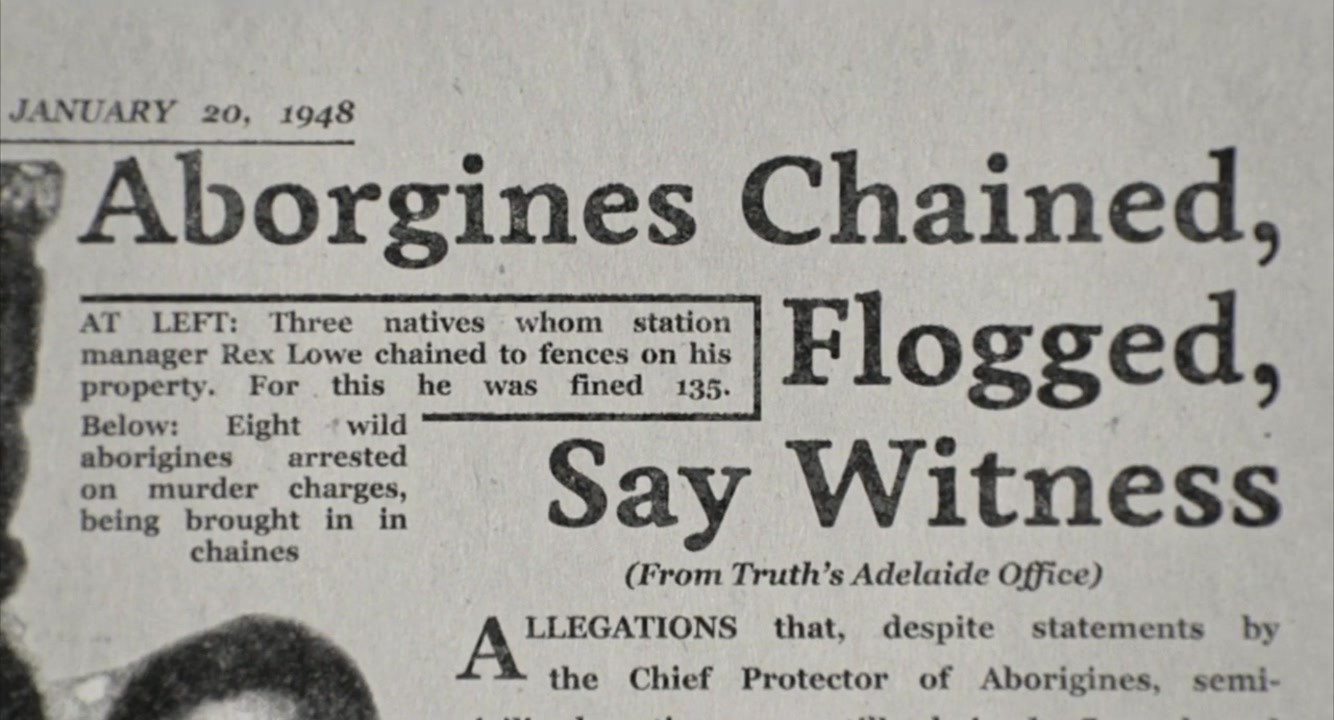 JANUARY 20, 1948
Aborgines Chained,
AT LEFT: Three natives whom station
manager Rex Lowe chained to fences on his
property. For this he was fined 135.
Flogged,
Below: Eight wild
aborigines arrested
on murder charges,
being brought in in
chaines
Say Witness
(From Truth's Adelaide Office)
ALLEGATIONS that, despite statements by
the Chief Protector of Aborigines, semi-